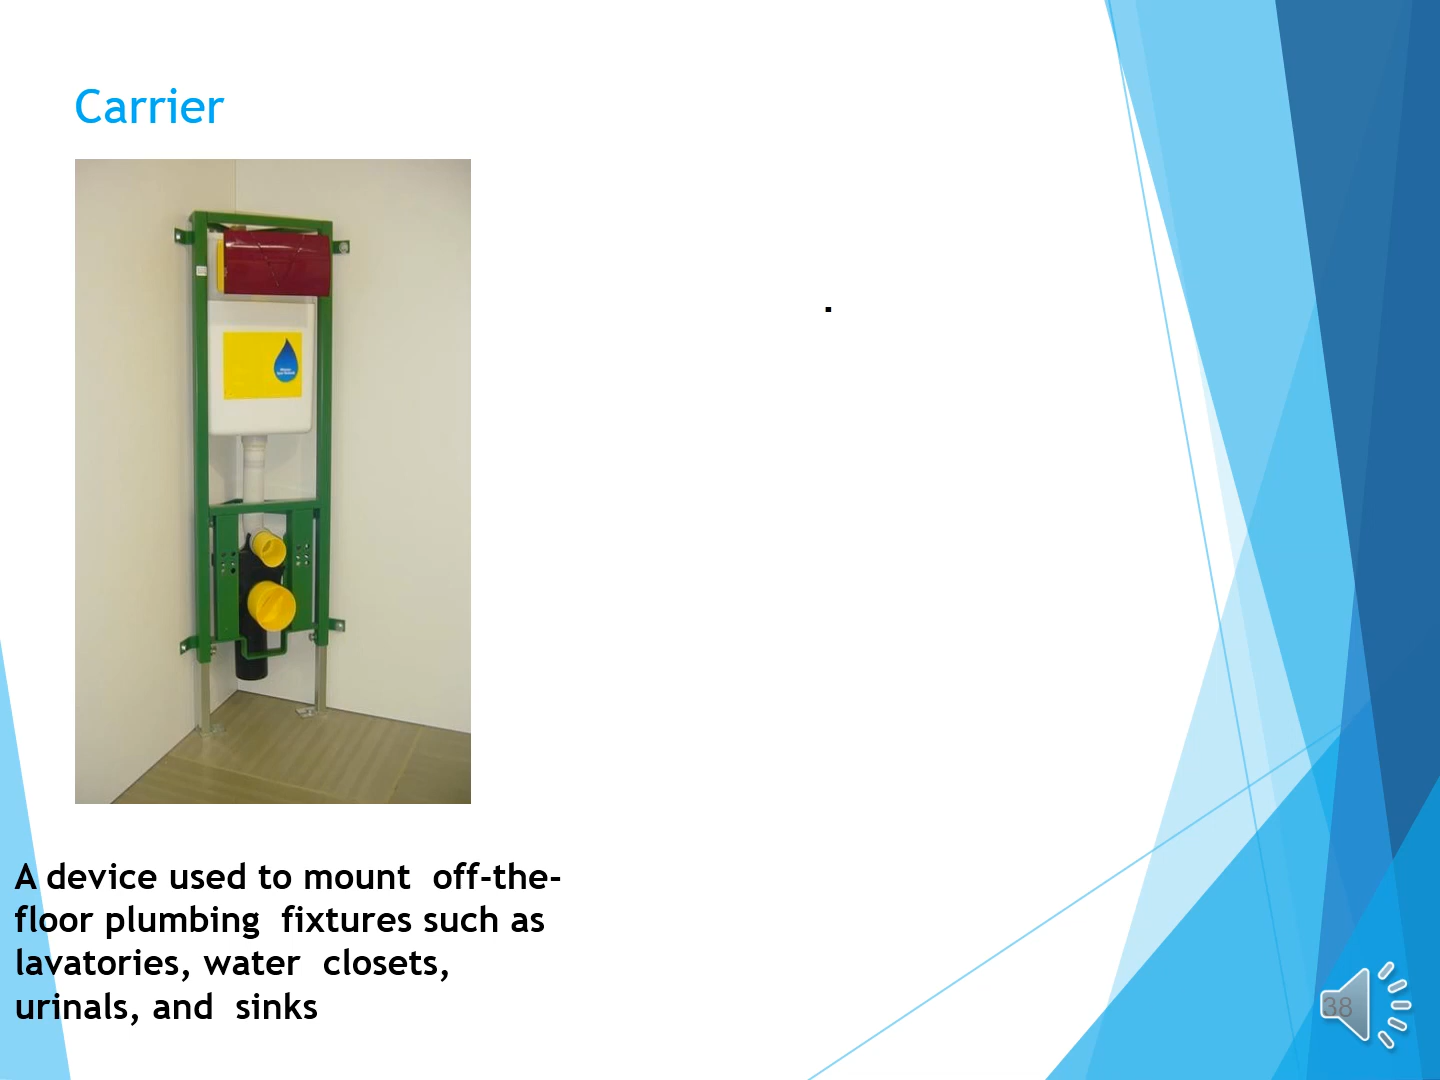 Carrier
.
A device used to mount  off-the-
floor plumbing  fixtures such as
lavatories, water  closets,
urinals, and  sinks
38